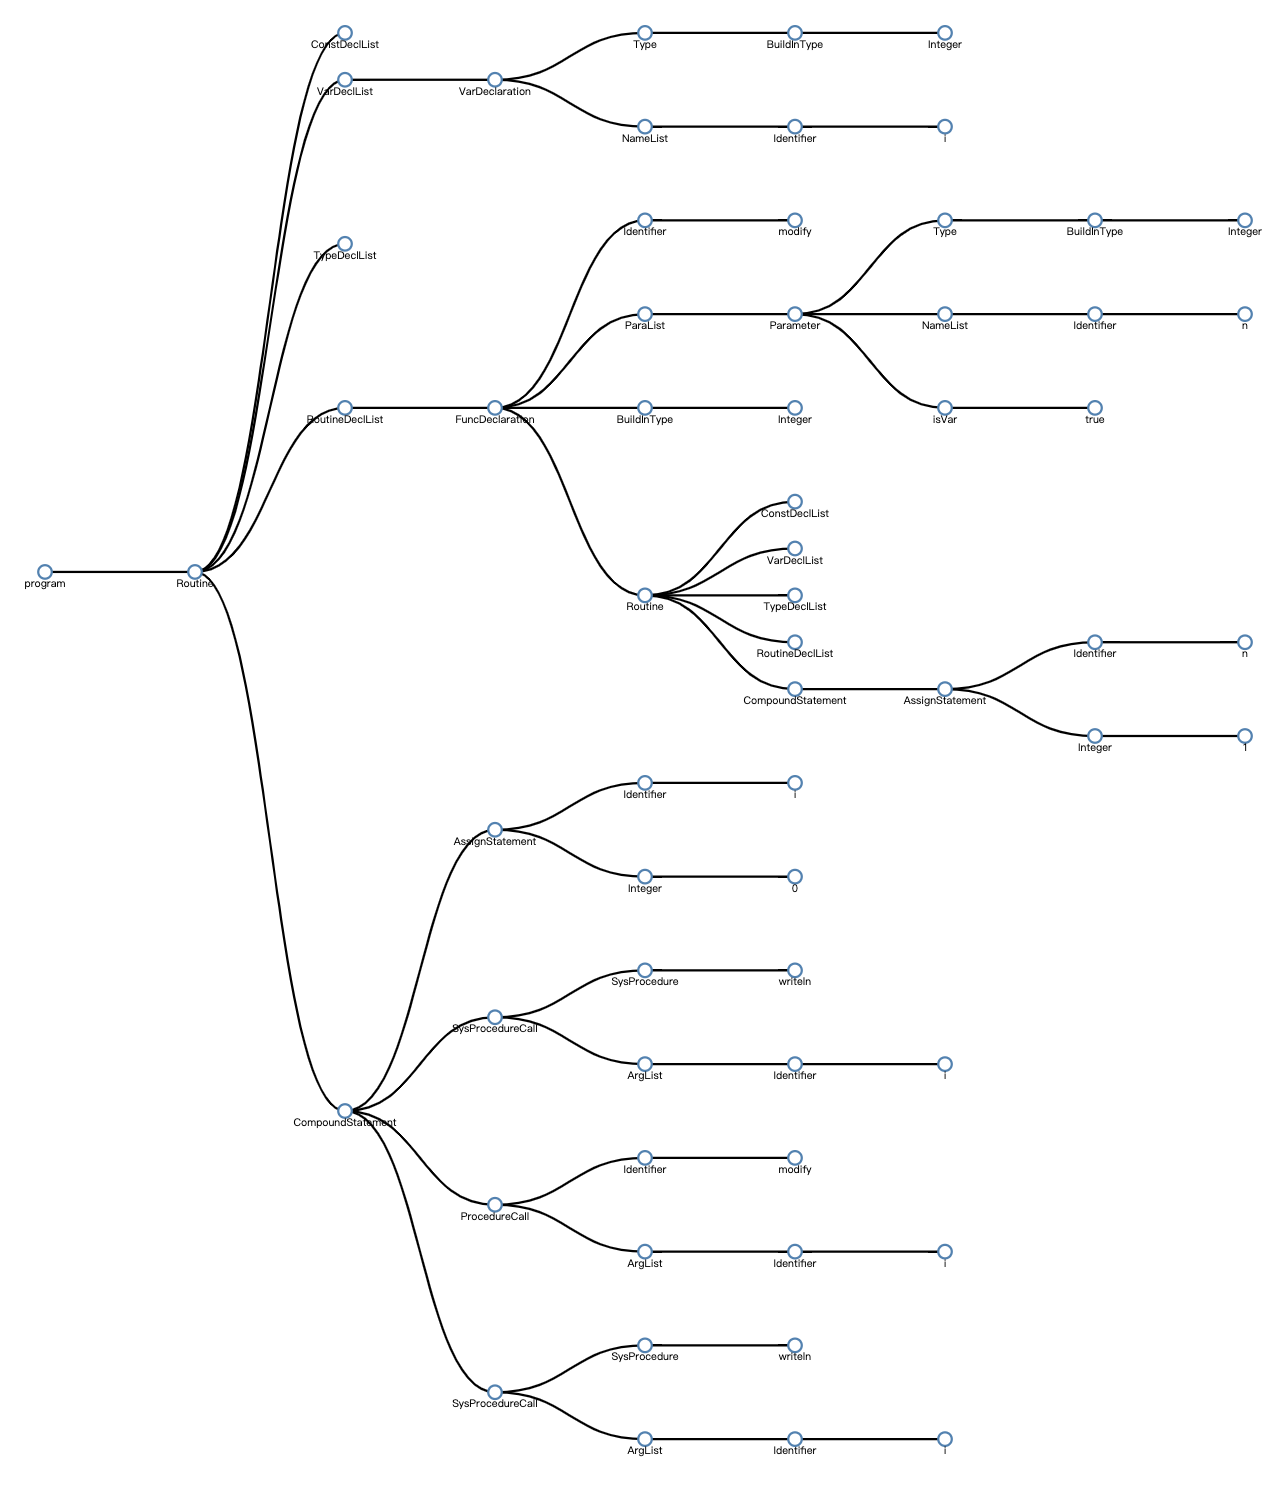 ConstDeclList
Type BuildInType Integer
VarDeclList VarDeclaration
NameList Identifier i
Identifier modify Type BuildInType Integer
TypeDeclList
ParaList Parameter NameList Identifier n
RoutineDeclList FuncDeclaration BuildInType Integer isVar true
ConstDeclList
VarDeclList
program Routine
Routine TypeDeclList
RoutineDeclList Identifier n
CompoundStatement AssignStatement
Integer 1
Identifier i
AssignStatement
Integer 0
SysProcedure writeln
SysProcedureCall
ArgList Identifier i
CompoundStatement
Identifier modify
ProcedureCall
ArgList Identifier i
SysProcedure writeln
SysProcedureCall
ArgList Identifier i